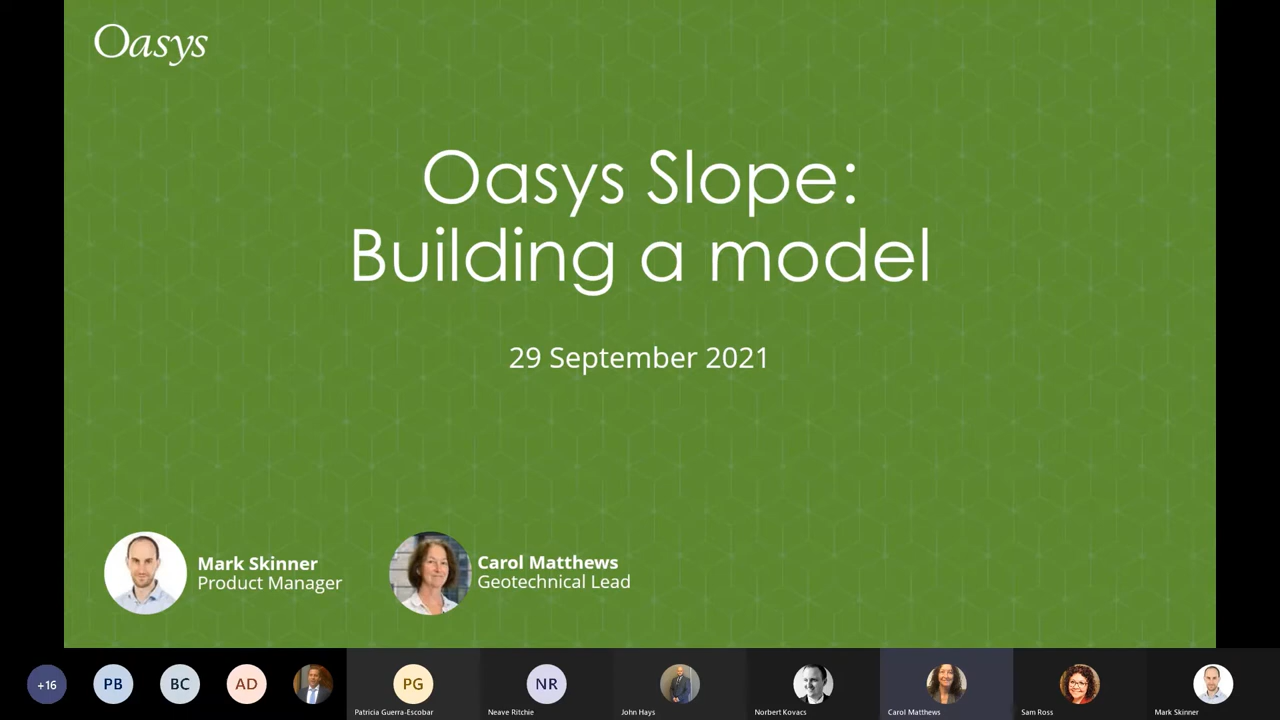 Oasys
Oasys Slope:
Building a model
29 September 2021
Mark Skinner
Product Manager
Carol Matthews
Geotechnical Lead
+16
PB
BC
AD
PG
Patricia Guerra-Escobar
NR
Neave Ritchie
John Hays
Norbert Kovacs
Carol Matthews
Sam Ross
Mark Skinner